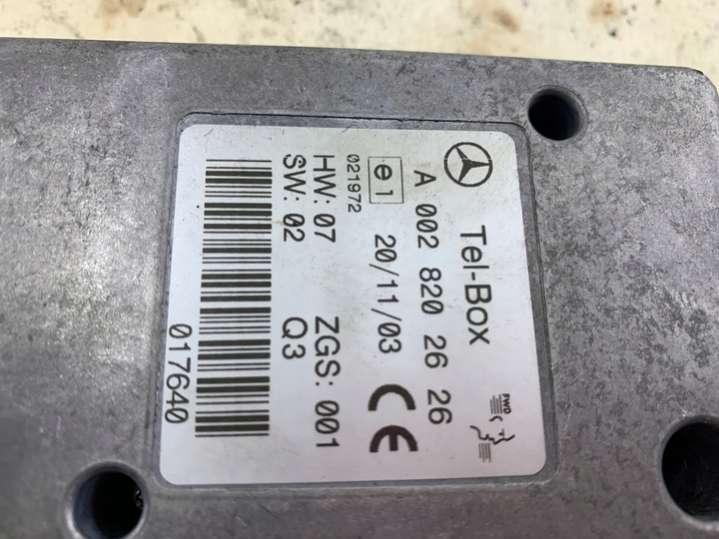 Tel-Box
A 002 820 26 26
e1 20/11/03 CE
021972
HW: 07 ZGS: 001
SW: 02 Q3
017640
FWD